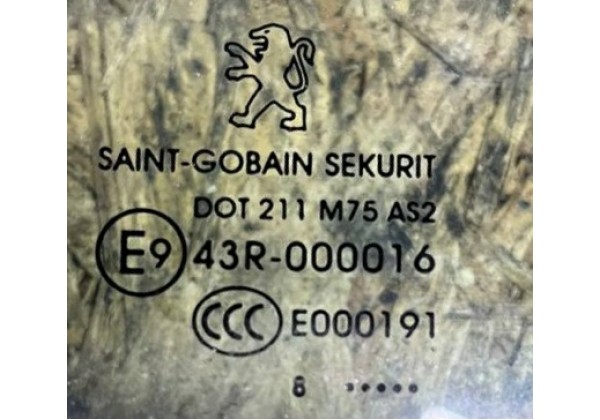 SAINT-GOBAIN SEKURIT
DOT 211 M75 AS2
E9 43R-000016
CCC E000191
8 •••••